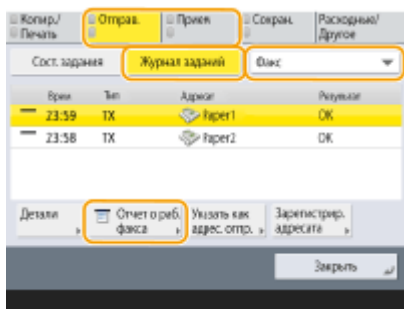 Копир./ Отправ. Прием Сохран. Расходные/
Печать Другое
Сост. задания Журнал заданий Факс
Время Тип Адресат Результат
23:59 TX Paper1 OK
23:58 TX Paper2 OK
Детали Отчет о раб. Указать как Зарегистрир.
факса адрес. отпр. адресата
Закрыть